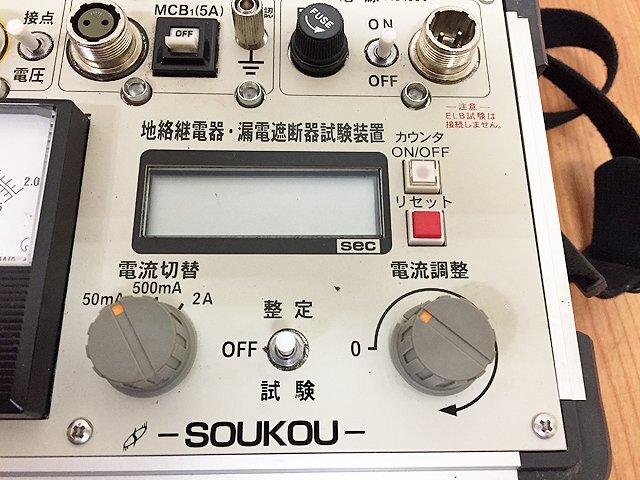 接点
電圧
MCB₁(5A)
OFF
FUSE
ON
OFF
―注意―
ELB試験は
接続しません。
地絡継電器・漏電遮断器試験装置
カウンタ
ON/OFF
リセット
sec
2.0
電流切替
50mA 500mA 2A
整定
OFF
試験
電流調整
0
-SOUKOU-